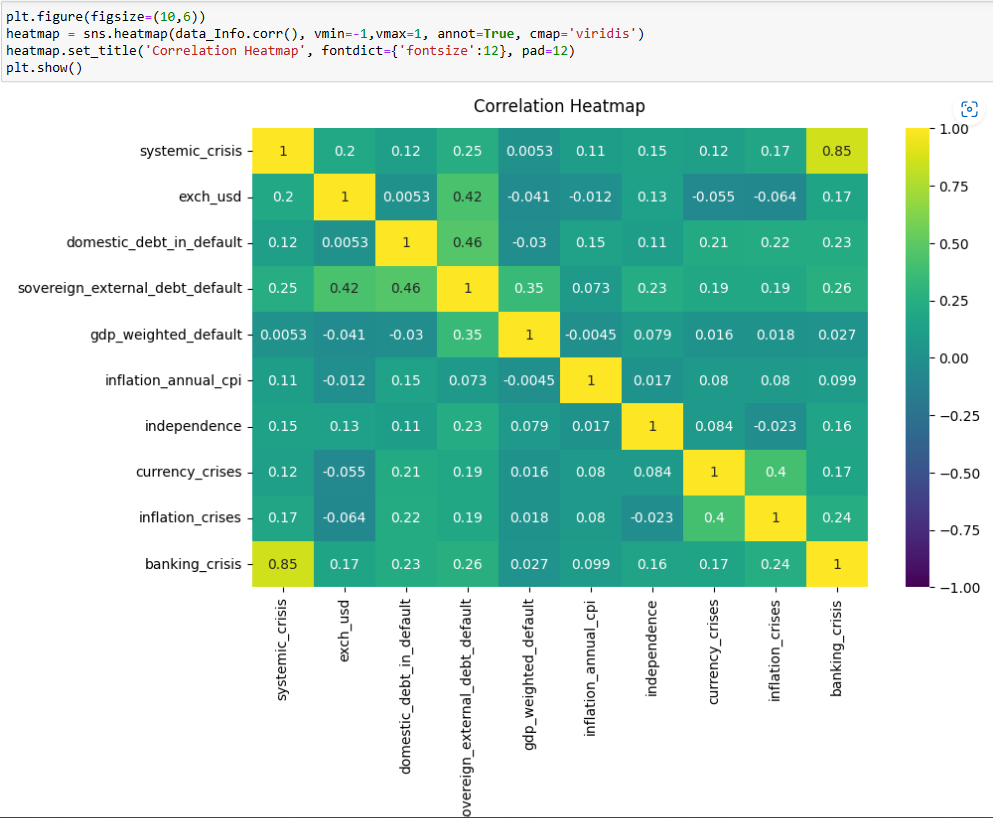 plt.figure(figsize=(10,6))
heatmap = sns.heatmap(data_Info.corr(), vmin=-1,vmax=1, annot=True, cmap='viridis')
heatmap.set_title('Correlation Heatmap', fontdict={'fontsize':12}, pad=12)
plt.show()
Correlation Heatmap
systemic_crisis 1 0.2 0.12 0.25 0.0053 0.11 0.15 0.12 0.17 0.85
exch_usd 0.2 1 0.0053 0.42 -0.041 -0.012 0.13 -0.055 -0.064 0.17
domestic_debt_in_default 0.12 0.0053 1 0.46 -0.03 0.15 0.11 0.21 0.22 0.23
sovereign_external_debt_default 0.25 0.42 0.46 1 0.35 0.073 0.23 0.19 0.19 0.26
gdp_weighted_default 0.0053 -0.041 -0.03 0.35 1 -0.0045 0.079 0.016 0.018 0.027
inflation_annual_cpi 0.11 -0.012 0.15 0.073 -0.0045 1 0.017 0.08 0.08 0.099
independence 0.15 0.13 0.11 0.23 0.079 0.017 1 0.084 -0.023 0.16
currency_crises 0.12 -0.055 0.21 0.19 0.016 0.08 0.084 1 0.4 0.17
inflation_crises 0.17 -0.064 0.22 0.19 0.018 0.08 -0.023 0.4 1 0.24
banking_crisis 0.85 0.17 0.23 0.26 0.027 0.099 0.16 0.17 0.24 1
systemic_crisis
exch_usd
domestic_debt_in_default
overeign_external_debt_default
gdp_weighted_default
inflation_annual_cpi
independence
currency_crises
inflation_crises
banking_crisis
1.00
0.75
0.50
0.25
0.00
−0.25
−0.50
−0.75
−1.00